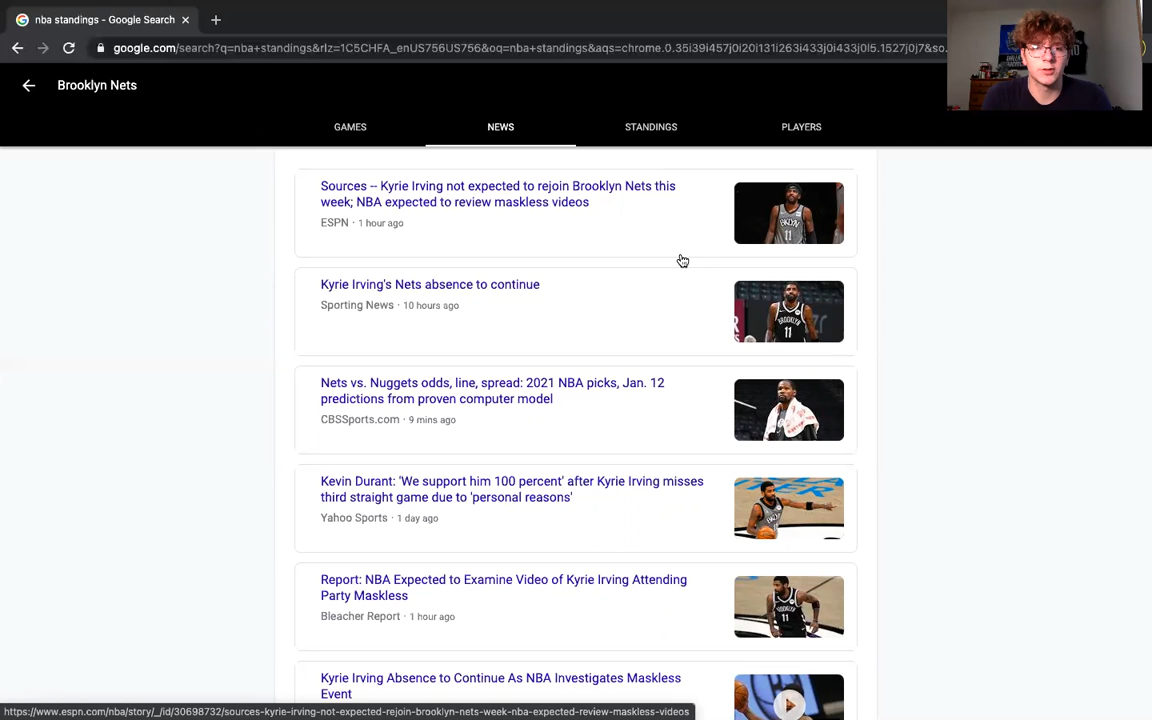 nba standings - Google Search
google.com/search?q=nba+standings&rlz=1C5CHFA_enUS756US756&oq=nba+standings&aqs=chrome.0.35i39i457j0i20i131i263i433j0i433j0l5.1527j0j7&so.
Brooklyn Nets
GAMES
NEWS
STANDINGS
PLAYERS
Sources -- Kyrie Irving not expected to rejoin Brooklyn Nets this
week; NBA expected to review maskless videos
ESPN · 1 hour ago
Kyrie Irving's Nets absence to continue
Sporting News · 10 hours ago
Nets vs. Nuggets odds, line, spread: 2021 NBA picks, Jan. 12
predictions from proven computer model
CBSSports.com · 9 mins ago
Kevin Durant: 'We support him 100 percent' after Kyrie Irving misses
third straight game due to 'personal reasons'
Yahoo Sports · 1 day ago
Report: NBA Expected to Examine Video of Kyrie Irving Attending
Party Maskless
Bleacher Report · 1 hour ago
Kyrie Irving Absence to Continue As NBA Investigates Maskless
Event
https://www.espn.com/nba/story/_/id/30698732/sources-kyrie-irving-not-expected-rejoin-brooklyn-nets-week-nba-expected-review-maskless-videos